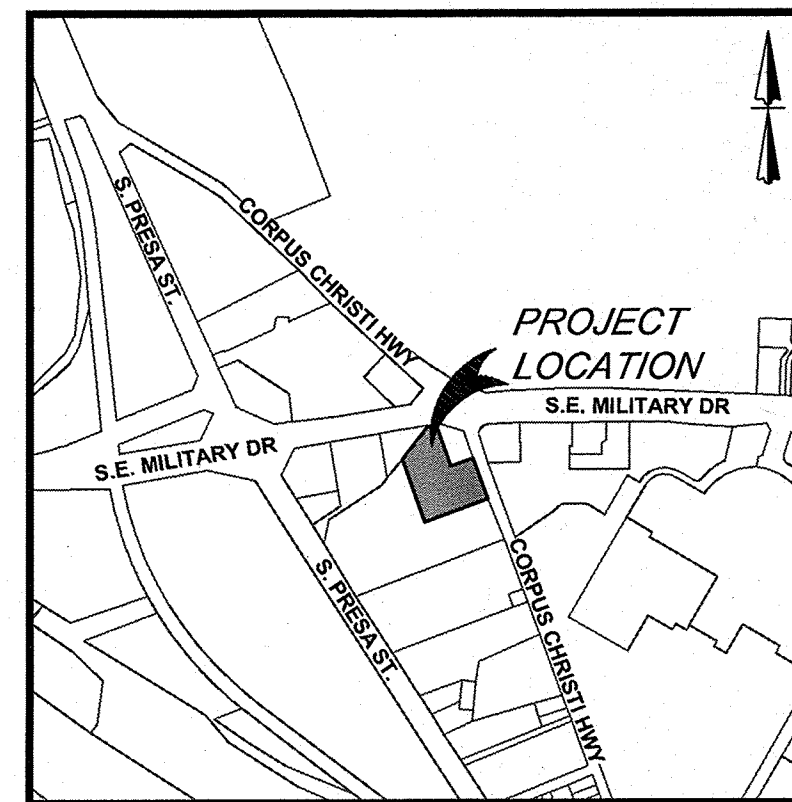 S. PRESA ST.
CORPUS CHRISTI HWY
PROJECT
LOCATION
S.E. MILITARY DR
S.E. MILITARY DR
S. PRESA ST.
CORPUS CHRISTI HWY